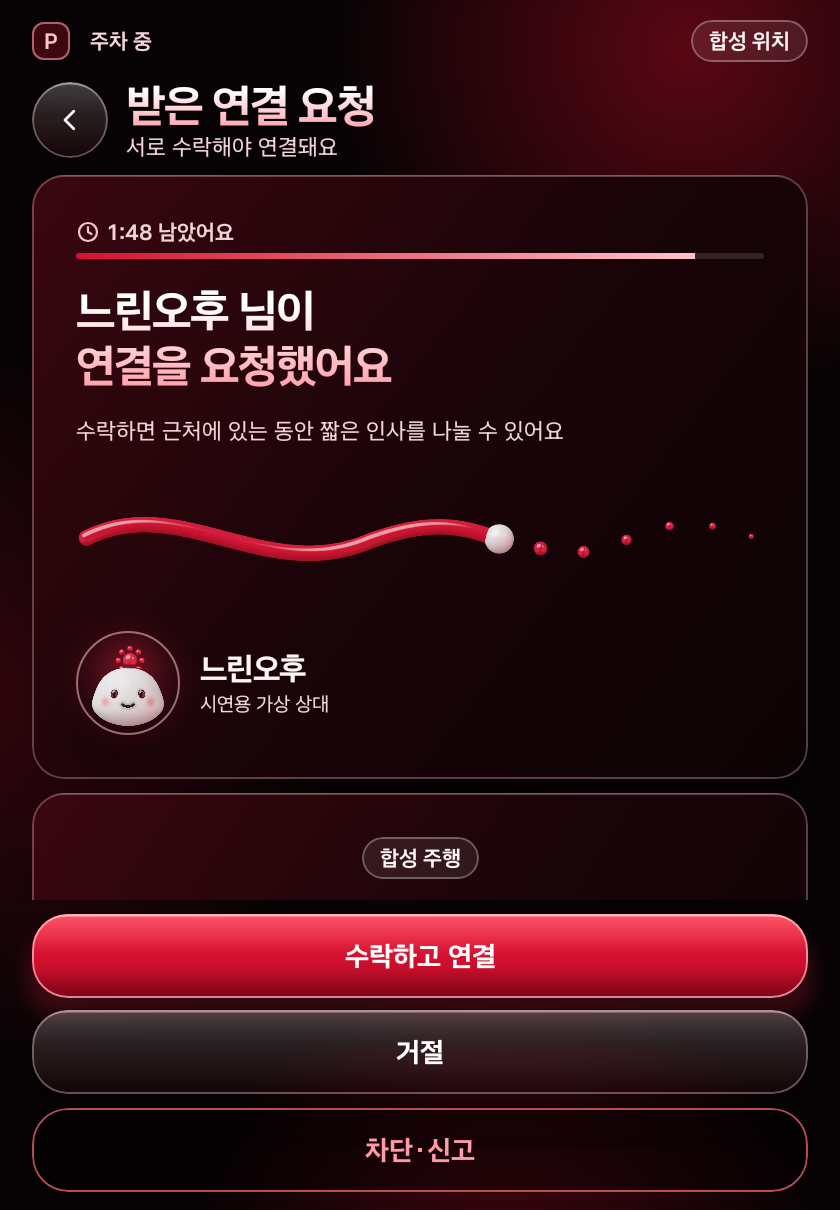 P 주차 중
합성 위치
받은 연결 요청
서로 수락해야 연결돼요
1:48 남았어요
느린오후 님이
연결을 요청했어요
수락하면 근처에 있는 동안 짧은 인사를 나눌 수 있어요
느린오후
시연용 가상 상대
합성 주행
수락하고 연결
거절
차단·신고